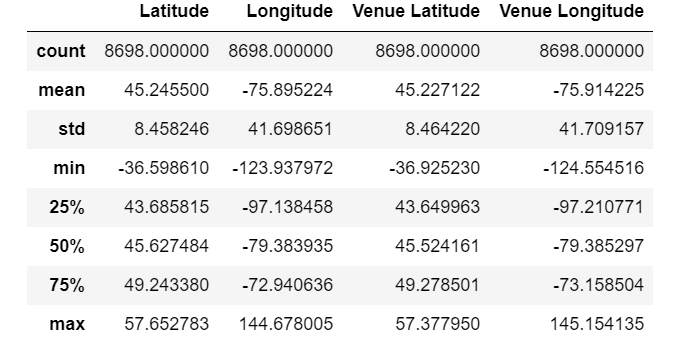 Latitude Longitude Venue Latitude Venue Longitude
count 8698.000000 8698.000000 8698.000000 8698.000000
mean 45.245500 -75.895224 45.227122 -75.914225
std 8.458246 41.698651 8.464220 41.709157
min -36.598610 -123.937972 -36.925230 -124.554516
25% 43.685815 -97.138458 43.649963 -97.210771
50% 45.627484 -79.383935 45.524161 -79.385297
75% 49.243380 -72.940636 49.278501 -73.158504
max 57.652783 144.678005 57.377950 145.154135